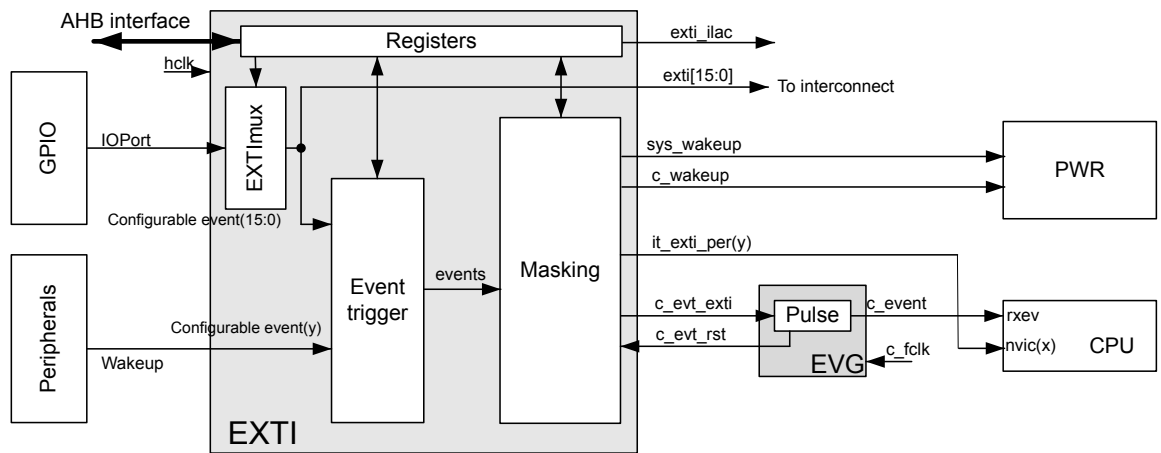 AHB interface
Registers
exti_ilac
hclk
exti[15:0]
To interconnect
GPIO
IOPort
EXTImux
sys_wakeup
c_wakeup
PWR
Configurable event(15:0)
it_exti_per(y)
Peripherals
Event
trigger
events
Masking
c_evt_exti
Pulse
c_event
rxev
Configurable event(y)
c_evt_rst
nvic(x)
CPU
Wakeup
EVG
c_fclk
EXTI